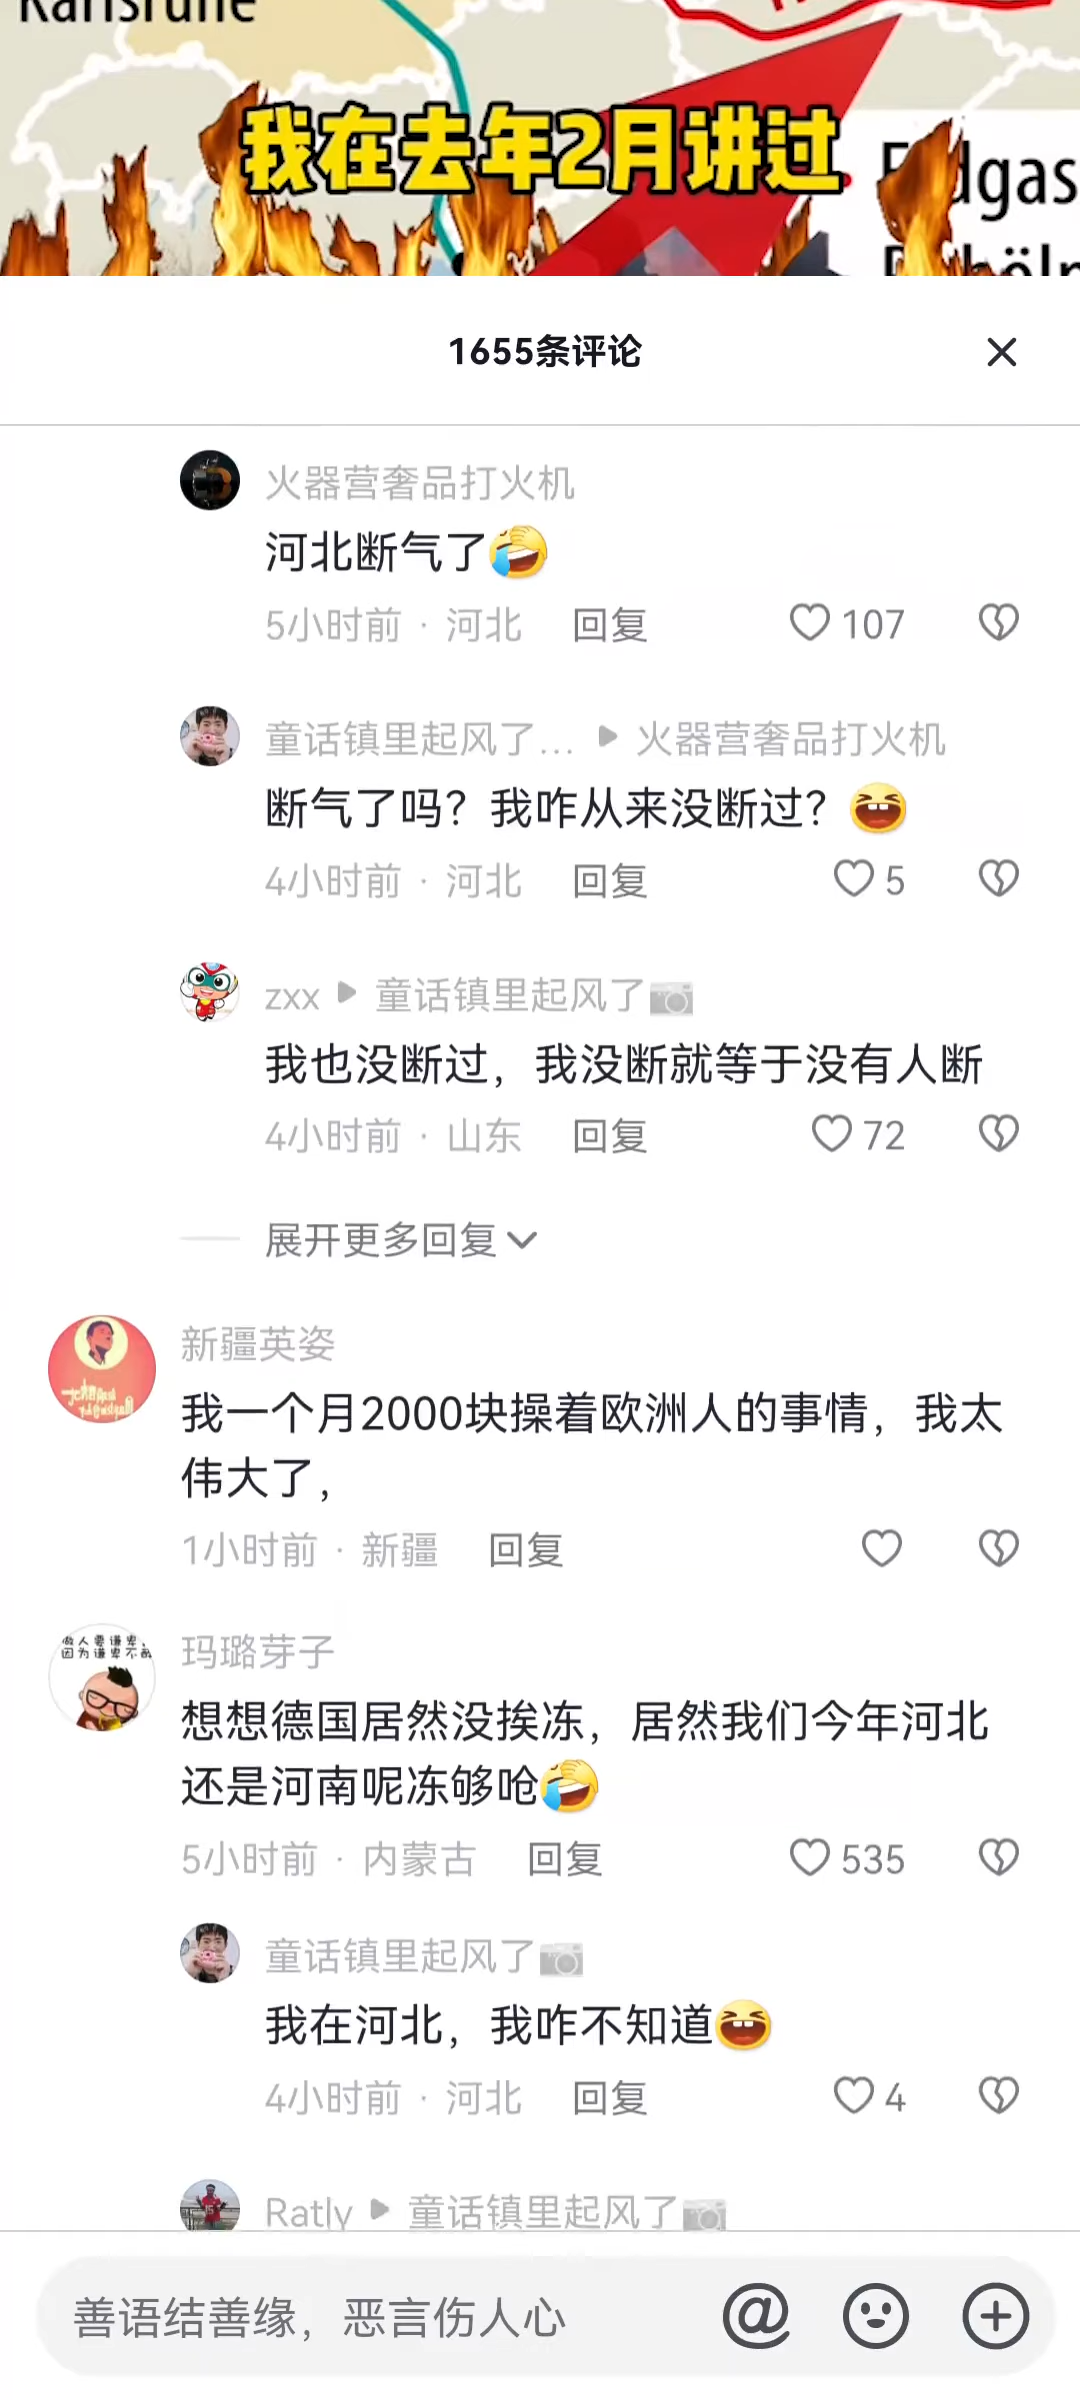 Karlsruhe
我在去年2月讲过
1655条评论
火器营奢品打火机
河北断气了
5小时前 · 河北 回复 107
童话镇里起风了... ▶ 火器营奢品打火机
断气了吗？我咋从来没断过？
4小时前 · 河北 回复 5
zxx ▶ 童话镇里起风了
我也没断过，我没断就等于没有人断
4小时前 · 山东 回复 72
展开更多回复
新疆英姿
我一个月2000块操着欧洲人的事情，我太
伟大了，
1小时前 · 新疆 回复
做人要谦卑，
玛璐芽子
想想德国居然没挨冻，居然我们今年河北
还是河南呢冻够呛
5小时前 · 内蒙古 回复 535
童话镇里起风了
我在河北，我咋不知道
4小时前 · 河北 回复 4
Ratly ▶ 童话镇里起风了
善语结善缘，恶言伤人心